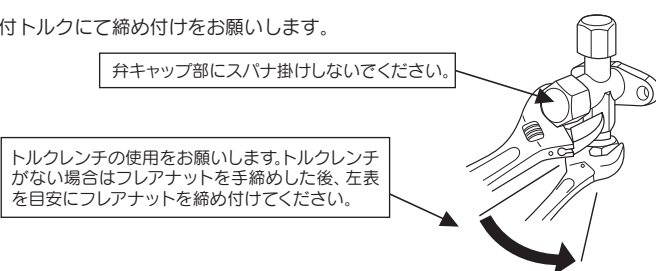 付トルクにて締め付けをお願いします。
弁キャップ部にスパナ掛けしないでください。
トルクレンチの使用をお願いします。トルクレンチ
がない場合はフレアナットを手締めした後、左表
を目安にフレアナットを締め付けてください。